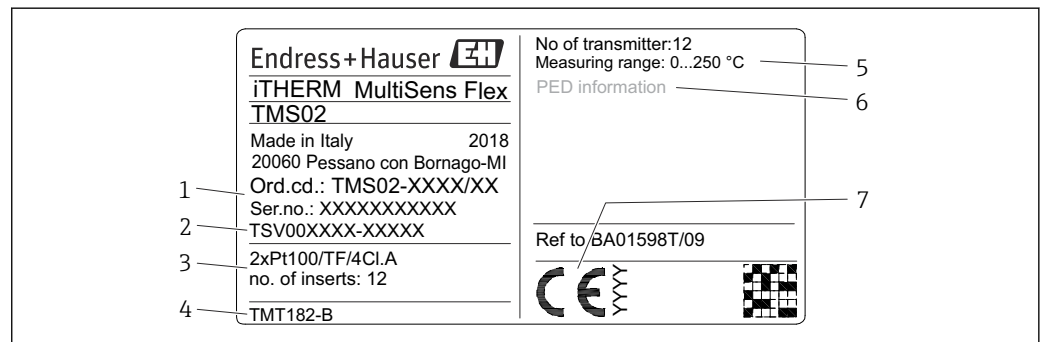 Endress+Hauser EH
iTHERM MultiSens Flex
TMS02
Made in Italy 2018
20060 Pessano con Bornago-MI
Ord.cd.: TMS02-XXXX/XX
Ser.no.: XXXXXXXXXXX
TSV00XXXX-XXXXX
2xPt100/TF/4Cl.A
no. of inserts: 12
TMT182-B
1
2
3
4
No of transmitter:12
Measuring range: 0...250 °C
PED information
Ref to BA01598T/09
CE
YYYY
5
6
7